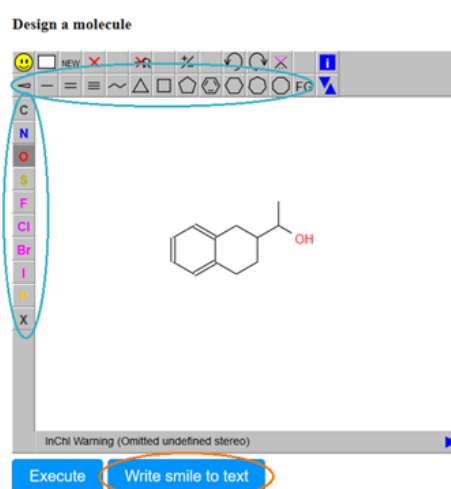 Design a molecule
NEW
FG
C
N
O
S
F
Cl
Br
I
P
X
OH
InChI Warning (Omitted undefined stereo)
Execute Write smile to text